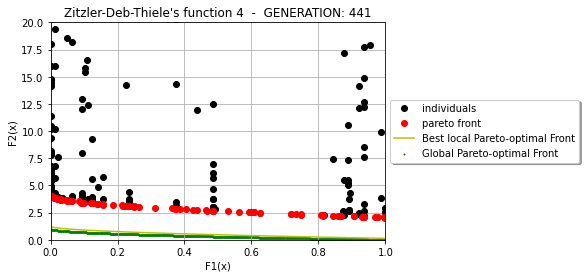 Zitzler-Deb-Thiele's function 4 - GENERATION: 441
20.0
17.5
15.0
12.5
10.0
7.5
5.0
2.5
0.0
F2(x)
0.0 0.2 0.4 0.6 0.8 1.0
F1(x)
individuals
pareto front
Best local Pareto-optimal Front
Global Pareto-optimal Front